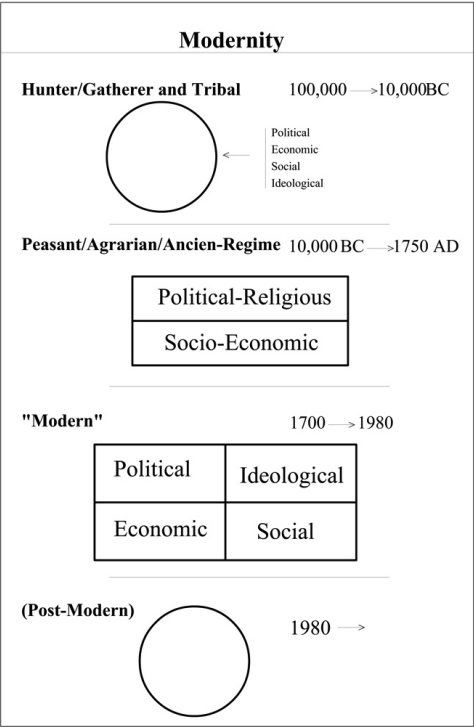 Modernity
Hunter/Gatherer and Tribal 100,000 → 10,000BC
Political
Economic
Social
Ideological
Peasant/Agrarian/Ancien-Regime 10,000 BC → 1750 AD
Political-Religious
Socio-Economic
"Modern" 1700 → 1980
Political Ideological
Economic Social
(Post-Modern)
1980 →